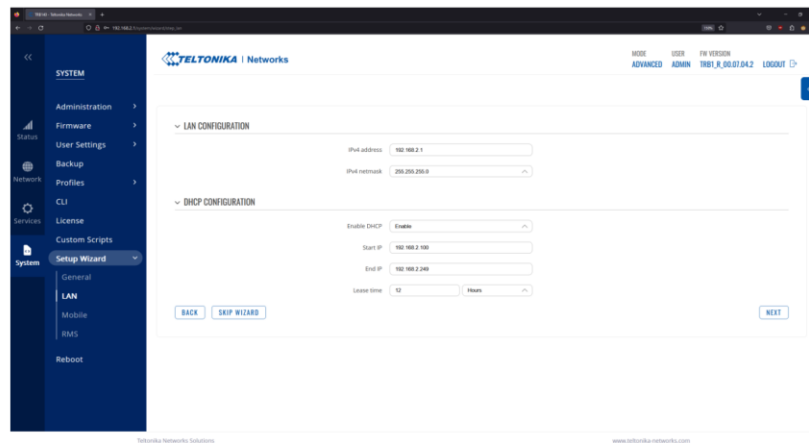 TRB140 - Teltonika Networks
SYSTEM
TELTONIKA | Networks
MODE
ADVANCED
USER
ADMIN
FW VERSION
TRB1_R_00.07.04.2
LOGOUT
Status
Network
Services
System
Administration
Firmware
User Settings
Backup
Profiles
CLI
License
Custom Scripts
Setup Wizard
General
LAN
Mobile
RMS
Reboot
LAN CONFIGURATION
IPv4 address 192.168.2.1
IPv4 netmask 255.255.255.0
DHCP CONFIGURATION
Enable DHCP Enable
Start IP 192.168.2.100
End IP 192.168.2.249
Lease time 12 Hours
BACK SKIP WIZARD NEXT
Teltonika Networks Solutions www.teltonika-networks.com